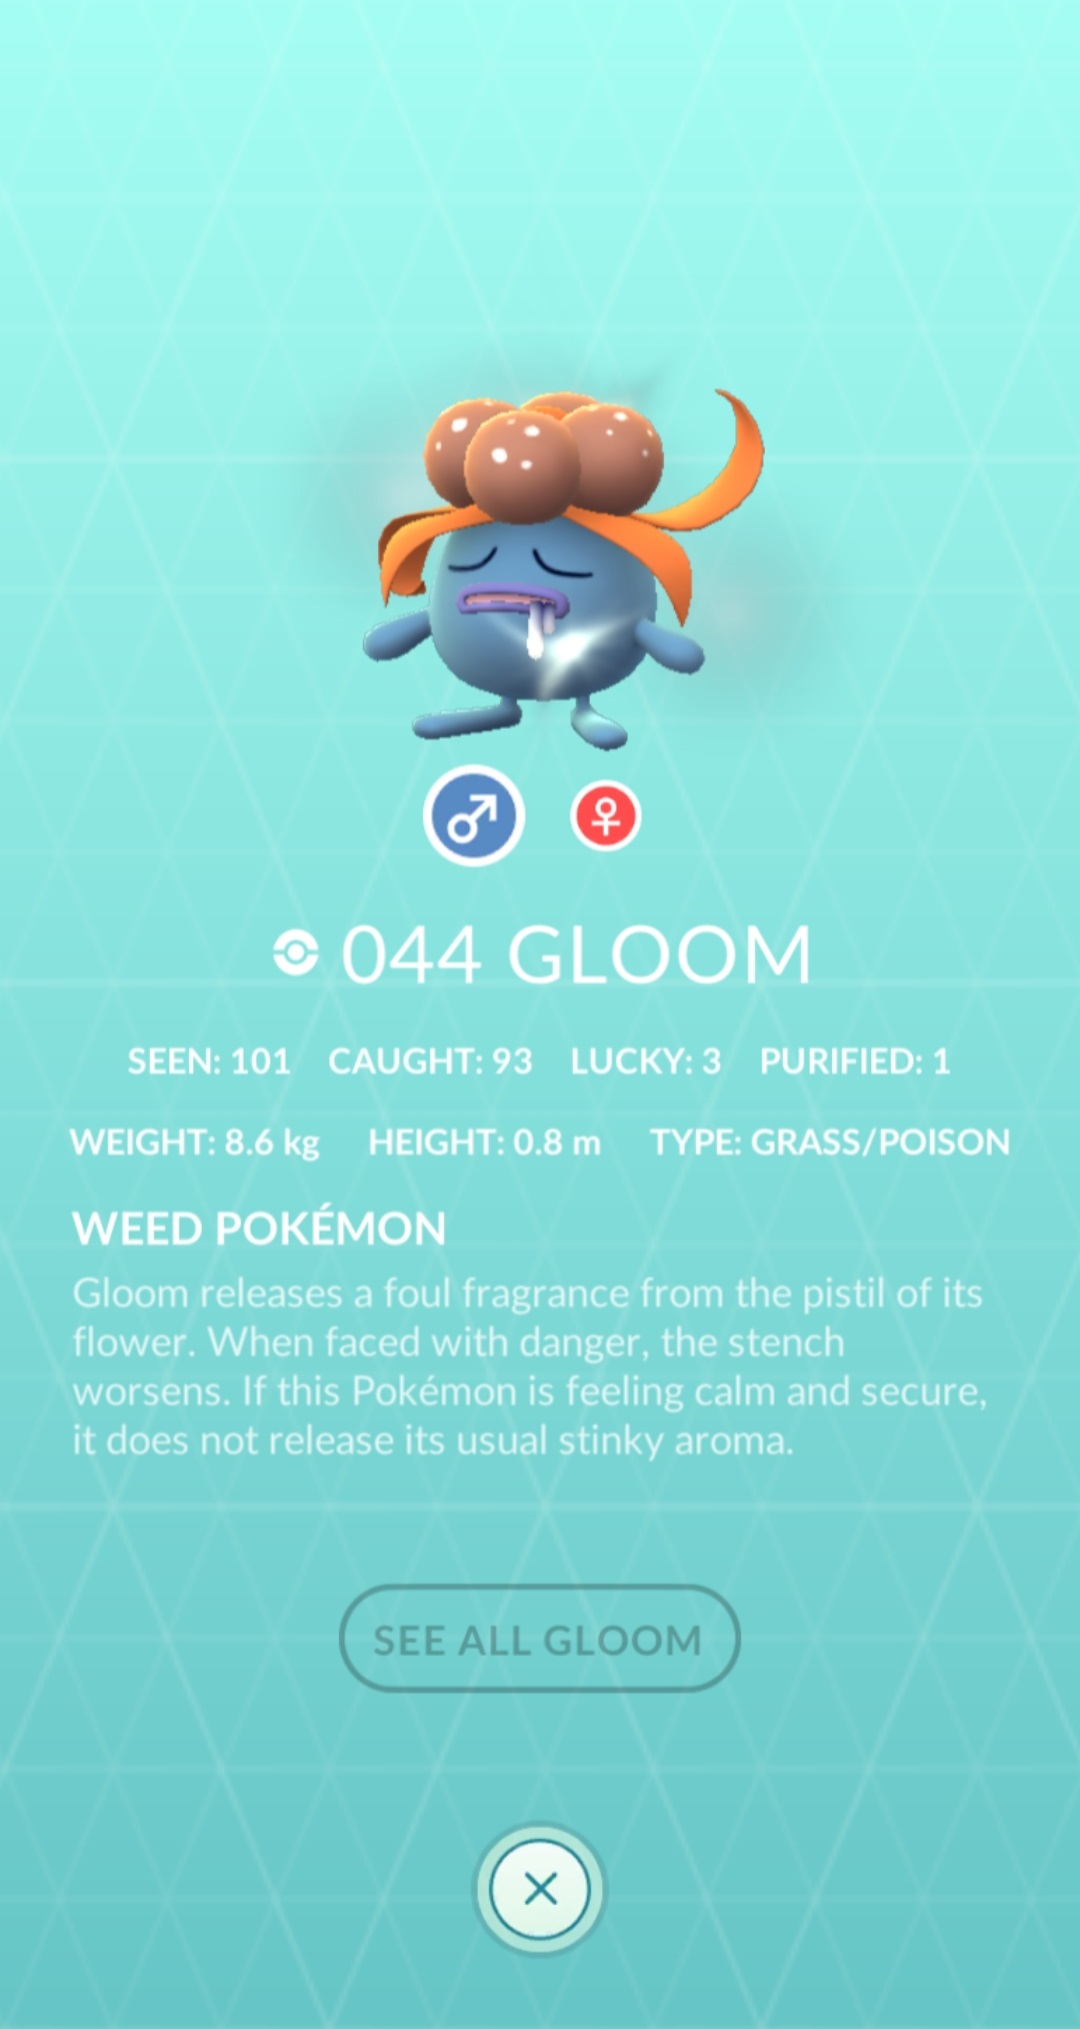 044 GLOOM
SEEN: 101 CAUGHT: 93 LUCKY: 3 PURIFIED: 1
WEIGHT: 8.6 kg HEIGHT: 0.8 m TYPE: GRASS/POISON
WEED POKÉMON
Gloom releases a foul fragrance from the pistil of its
flower. When faced with danger, the stench
worsens. If this Pokémon is feeling calm and secure,
it does not release its usual stinky aroma.
SEE ALL GLOOM